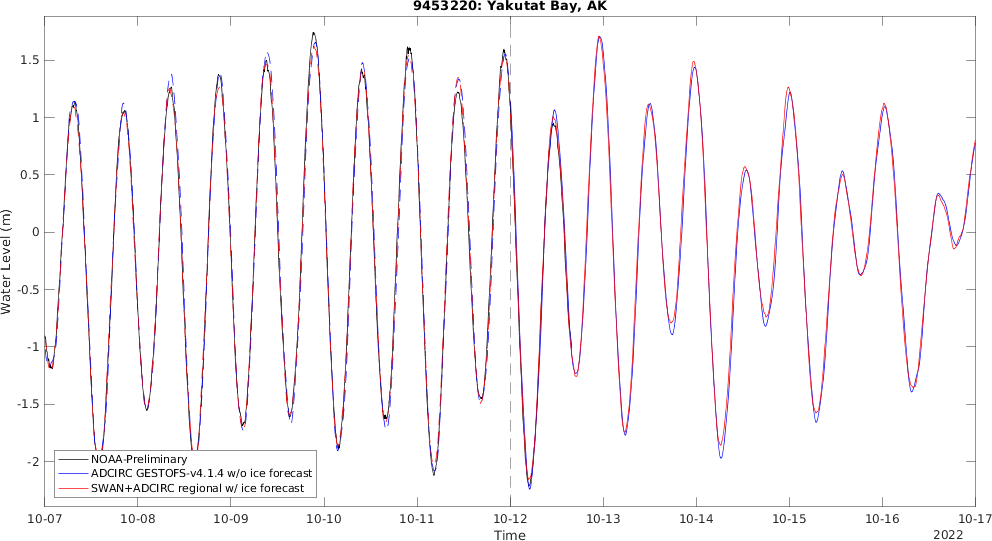 9453220: Yakutat Bay, AK
Water Level (m)
1.5
1
0.5
0
-0.5
-1
-1.5
-2
NOAA-Preliminary
ADCIRC GESTOFS-v4.1.4 w/o ice forecast
SWAN+ADCIRC regional w/ ice forecast
10-07 10-08 10-09 10-10 10-11 10-12 10-13 10-14 10-15 10-16 10-17
Time
2022